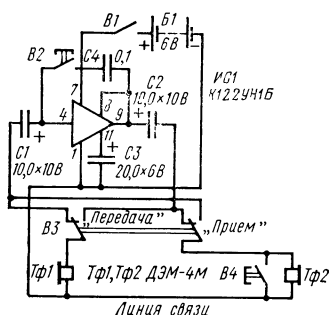 В1
Б1
+
-
6В
В2
С4
0,1
ИС1
К122УН1Б
7
С2
10,0×10В
8
4
9
+
+
11
+
1
С1
10,0×10В
С3
20,0×6В
"Передача"
В3
"Прием"
Тф1
Тф1,Тф2 ДЭМ-4М
В4
Тф2
Линия связи